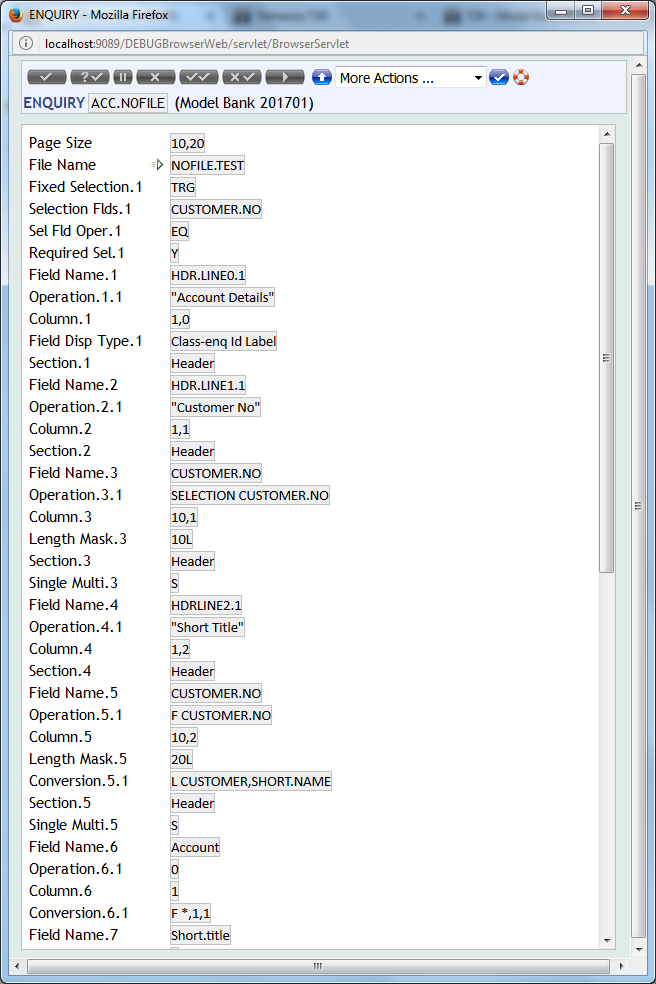 ENQUIRY - Mozilla Firefox
localhost:9089/DEBUGBrowserWeb/servlet/BrowserServlet
More Actions ...
ENQUIRY ACC.NOFILE (Model Bank 201701)
Page Size 10,20
File Name NOFILE.TEST
Fixed Selection.1 TRG
Selection Flds.1 CUSTOMER.NO
Sel Fld Oper.1 EQ
Required Sel.1 Y
Field Name.1 HDR.LINE0.1
Operation.1.1 "Account Details"
Column.1 1,0
Field Disp Type.1 Class-enq Id Label
Section.1 Header
Field Name.2 HDR.LINE1.1
Operation.2.1 "Customer No"
Column.2 1,1
Section.2 Header
Field Name.3 CUSTOMER.NO
Operation.3.1 SELECTION CUSTOMER.NO
Column.3 10,1
Length Mask.3 10L
Section.3 Header
Single Multi.3 S
Field Name.4 HDRLINE2.1
Operation.4.1 "Short Title"
Column.4 1,2
Section.4 Header
Field Name.5 CUSTOMER.NO
Operation.5.1 F CUSTOMER.NO
Column.5 10,2
Length Mask.5 20L
Conversion.5.1 L CUSTOMER,SHORT.NAME
Section.5 Header
Single Multi.5 S
Field Name.6 Account
Operation.6.1 0
Column.6 1
Conversion.6.1 F *,1,1
Field Name.7 Short.title